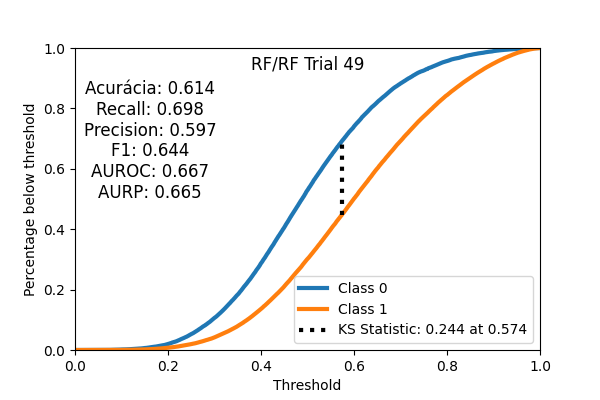 RF/RF Trial 49
Acurácia: 0.614
Recall: 0.698
Precision: 0.597
F1: 0.644
AUROC: 0.667
AURP: 0.665
Percentage below threshold
1.0
0.8
0.6
0.4
0.2
0.0
Class 0
Class 1
KS Statistic: 0.244 at 0.574
0.0 0.2 0.4 0.6 0.8 1.0
Threshold